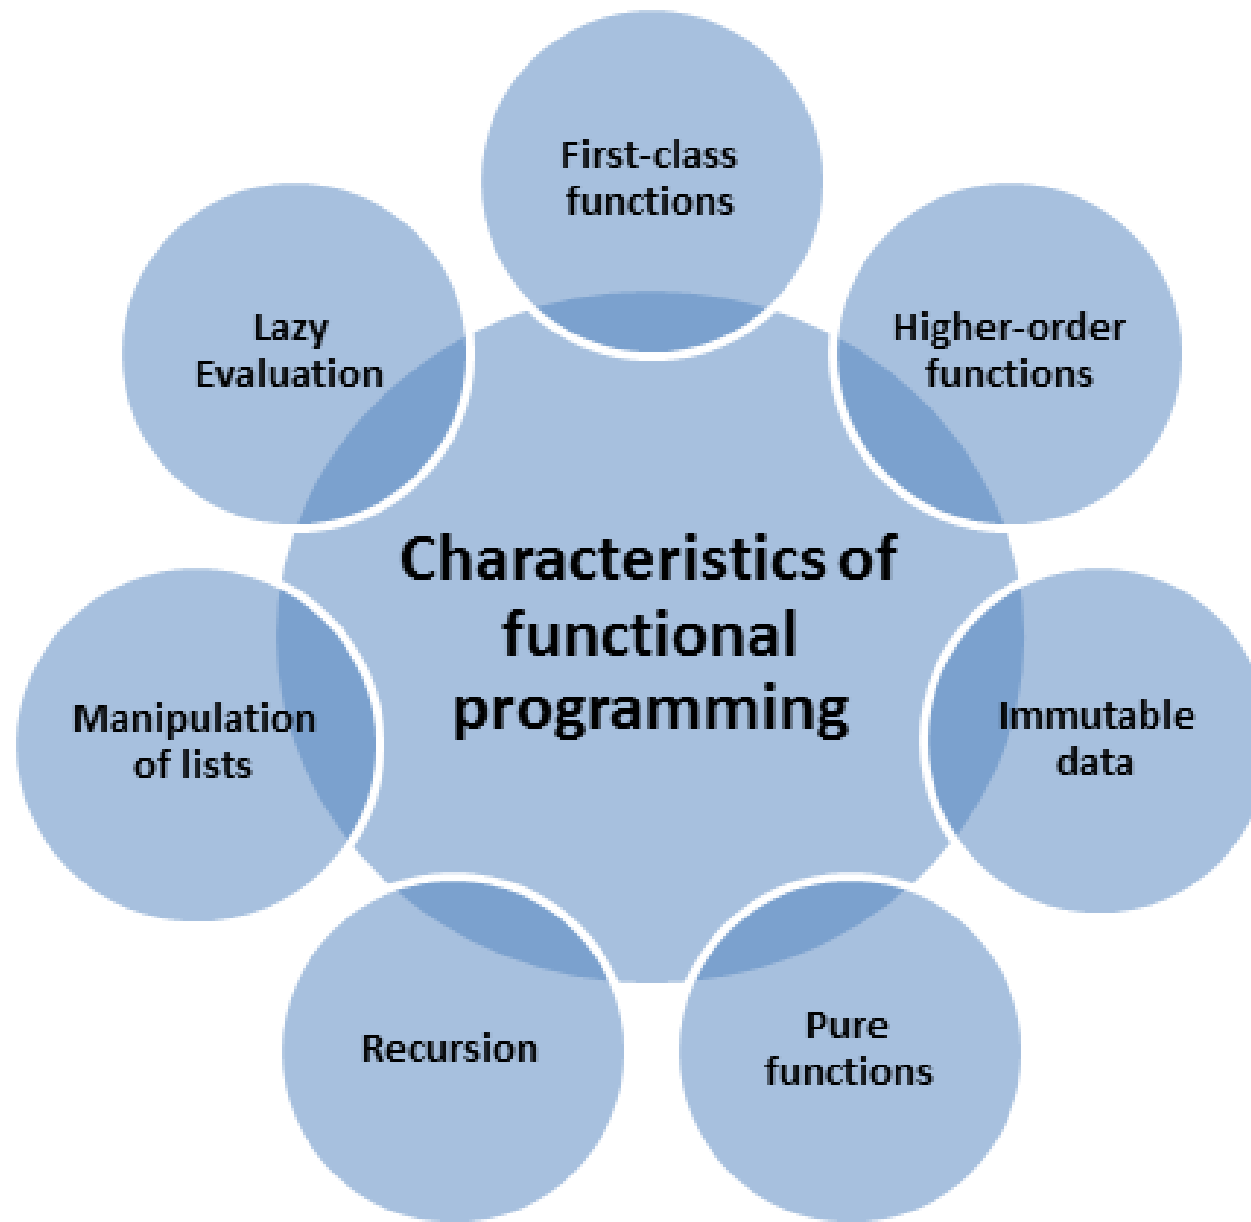 First-class
functions
Higher-order
functions
Immutable
data
Pure
functions
Recursion
Manipulation
of lists
Lazy
Evaluation
Characteristics of
functional
programming